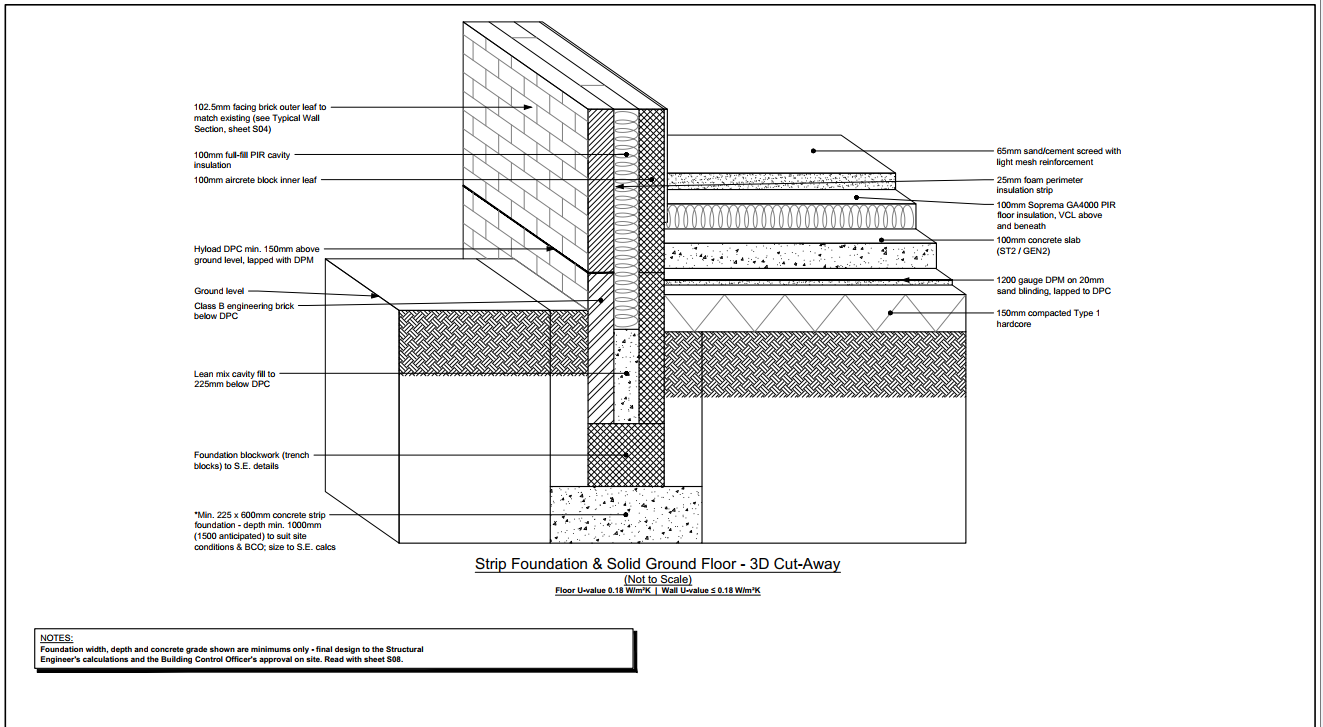 102.5mm facing brick outer leaf to
match existing (see Typical Wall
Section, sheet S04)
100mm full-fill PIR cavity
insulation
100mm aircrete block inner leaf
Hyload DPC min. 150mm above
ground level, lapped with DPM
Ground level
Class B engineering brick
below DPC
Lean mix cavity fill to
225mm below DPC
Foundation blockwork (trench
blocks) to S.E. details
*Min. 225 x 600mm concrete strip
foundation - depth min. 1000mm
(1500 anticipated) to suit site
conditions & BCO; size to S.E. calcs
65mm sand/cement screed with
light mesh reinforcement
25mm foam perimeter
insulation strip
100mm Soprema GA4000 PIR
floor insulation, VCL above
and beneath
100mm concrete slab
(ST2 / GEN2)
1200 gauge DPM on 20mm
sand blinding, lapped to DPC
150mm compacted Type 1
hardcore
Strip Foundation & Solid Ground Floor - 3D Cut-Away
(Not to Scale)
Floor U-value 0.18 W/m²K | Wall U-value ≤ 0.18 W/m²K
NOTES:
Foundation width, depth and concrete grade shown are minimums only - final design to the Structural
Engineer's calculations and the Building Control Officer's approval on site. Read with sheet S08.